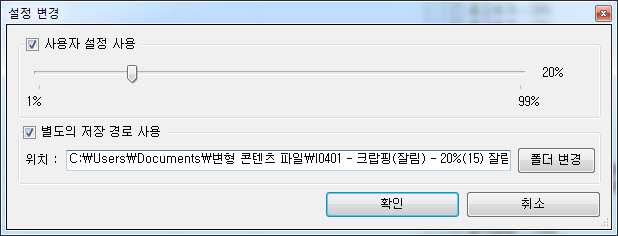 설정 변경
사용자 설정 사용
20%
1% 99%
별도의 저장 경로 사용
위치 : C:₩Users₩Documents₩변형 콘텐츠 파일₩I0401 - 크랍핑(잘림) - 20%(15) 잘림 폴더 변경
확인 취소